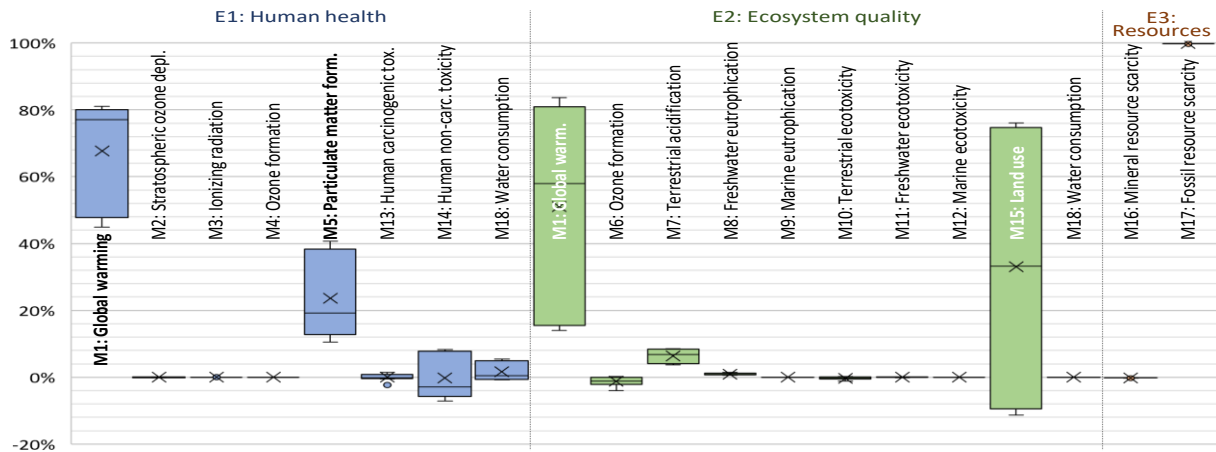 E1: Human health
E2: Ecosystem quality
E3:
Resources
100%
80%
60%
40%
20%
0%
-20%
M1: Global warming
M2: Stratospheric ozone depl.
M3: Ionizing radiation
M4: Ozone formation
M5: Particulate matter form.
M13: Human carcinogenic tox.
M14: Human non-carc. toxicity
M18: Water consumption
M1: Global warm.
M6: Ozone formation
M7: Terrestrial acidification
M8: Freshwater eutrophication
M9: Marine eutrophication
M10: Terrestrial ecotoxicity
M11: Freshwater ecotoxicity
M12: Marine ecotoxicity
M15: Land use
M18: Water consumption
M16: Mineral resource scarcity
M17: Fossil resource scarcity